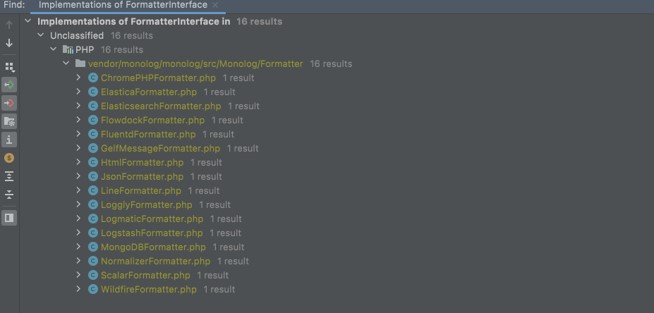 Find: Implementations of FormatterInterface ×
Implementations of FormatterInterface in 16 results
Unclassified 16 results
PHP 16 results
vendor/monolog/monolog/src/Monolog/Formatter 16 results
ChromePHPFormatter.php 1 result
ElasticaFormatter.php 1 result
ElasticsearchFormatter.php 1 result
FlowdockFormatter.php 1 result
FluentdFormatter.php 1 result
GelfMessageFormatter.php 1 result
HtmlFormatter.php 1 result
JsonFormatter.php 1 result
LineFormatter.php 1 result
LogglyFormatter.php 1 result
LogmaticFormatter.php 1 result
LogstashFormatter.php 1 result
MongoDBFormatter.php 1 result
NormalizerFormatter.php 1 result
ScalarFormatter.php 1 result
WildfireFormatter.php 1 result